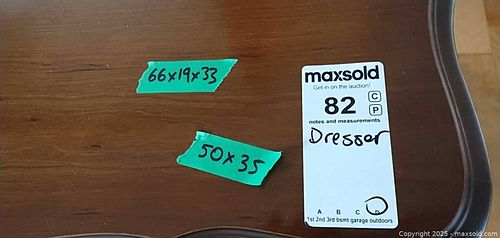 66x19x33
50x35
maxsold
Get in on the auction!
82 C
P
notes and measurements
Dresser
A B C D
1st 2nd 3rd bsmt garage outdoors
Copyright 2025 - maxsold.com